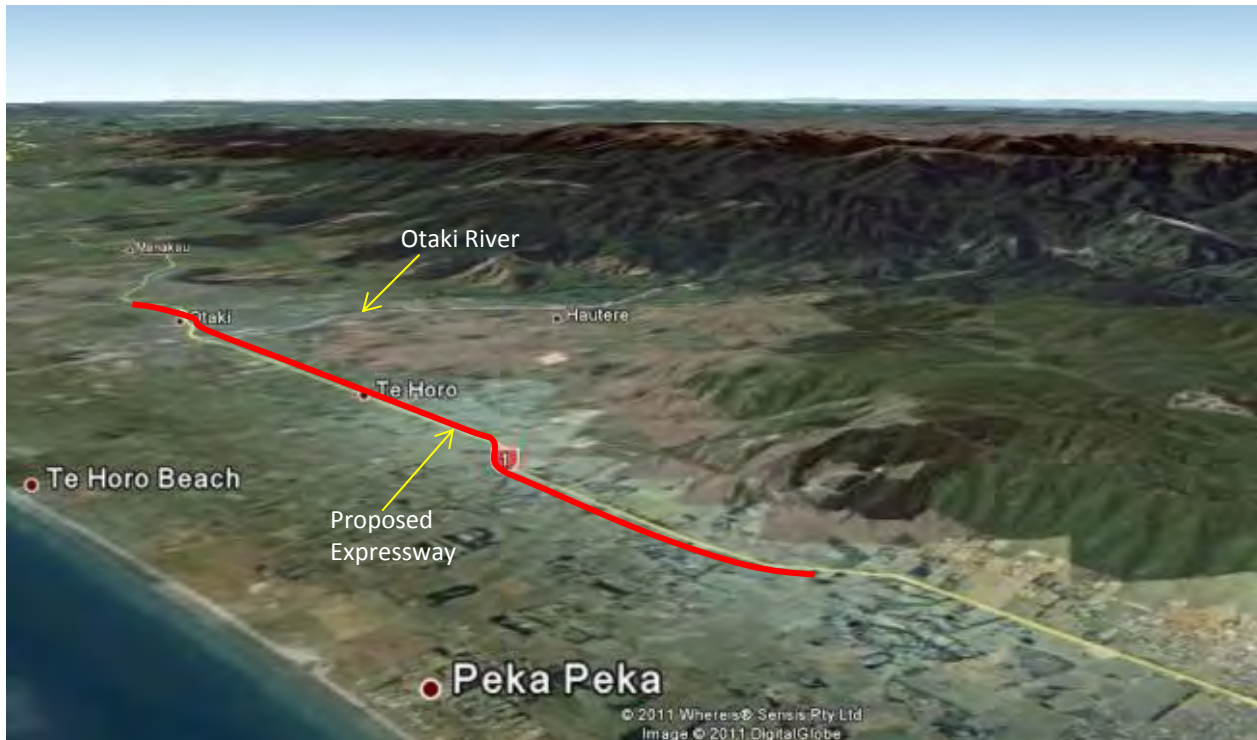 Manakau
Otaki River
Otaki
Hautere
Te Horo
1
Te Horo Beach
Proposed
Expressway
Peka Peka
© 2011 Whereis® Sensis Pty Ltd
Image © 2011 DigitalGlobe